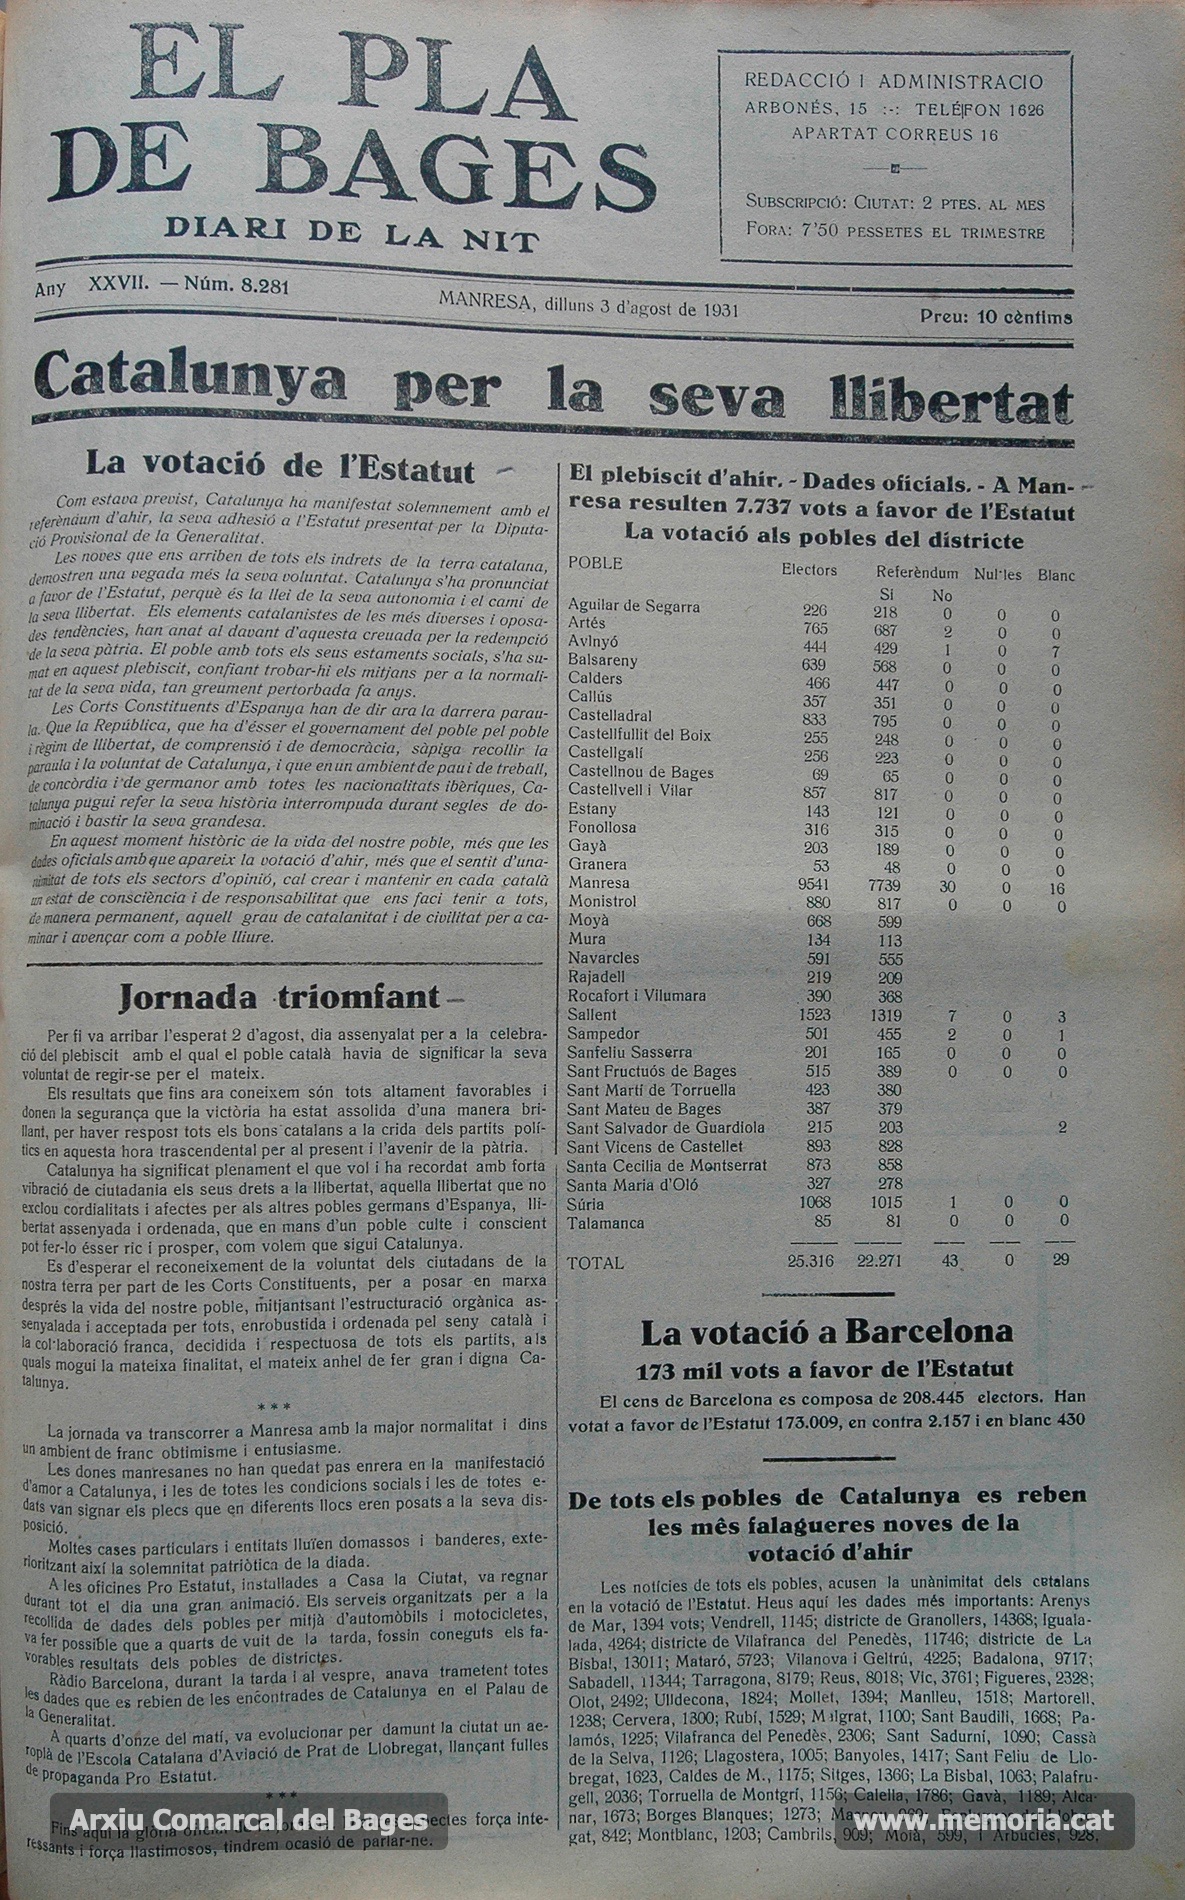 EL PLA
DE BAGES
DIARI DE LA NIT
REDACCIÓ I ADMINISTRACIO
ARBONÉS, 15 :-: TELÉFON 1626
APARTAT CORREUS 16
SUBSCRIPCIÓ: CIUTAT: 2 PTES. AL MES
FORA: 7'50 PESSETES EL TRIMESTRE
Any XXVII. — Núm. 8.281
MANRESA, dilluns 3 d'agost de 1931
Preu: 10 cèntims
Catalunya per la seva llibertat
La votació de l'Estatut
Com estava previst, Catalunya ha manifestat solemnement amb el
referèndum d'ahir, la seva adhesió a l'Estatut presentat per la Diputa-
ció Provisional de la Generalitat.
Les noves que ens arriben de tots els indrets de la terra catalana,
demostren una vegada més la seva voluntat. Catalunya s'ha pronunciat
a favor de l'Estatut, perquè és la llei de la seva autonomia i el camí de
la seva llibertat. Els elements catalanistes de les més diverses i oposa-
des tendències, han anat al davant d'aquesta creuada per la redempció
de la seva pàtria. El poble amb tots els seus estaments socials, s'ha su-
mat en aquest plebiscit, confiant trobar-hi els mitjans per a la normali-
tat de la seva vida, tan greument pertorbada fa anys.
Les Corts Constituents d'Espanya han de dir ara la darrera parau-
la. Que la República, que ha d'ésser el governament del poble pel poble
i règim de llibertat, de comprensió i de democràcia, sàpiga recollir la
paraula i la voluntat de Catalunya, i que en un ambient de pau i de treball,
de concòrdia i de germanor amb totes les nacionalitats ibèriques, Ca-
talunya pugui refer la seva història interrompuda durant segles de do-
minació i bastir la seva grandesa.
En aquest moment històric de la vida del nostre poble, més que les
dades oficials amb que apareix la votació d'ahir, més que el sentit d'una-
nimitat de tots els sectors d'opinió, cal crear i mantenir en cada català
un estat de consciència i de responsabilitat que ens faci tenir a tots,
de manera permanent, aquell grau de catalanitat i de civilitat per a ca-
minar i avençar com a poble lliure.
Jornada triomfant
Per fi va arribar l'esperat 2 d'agost, dia assenyalat per a la celebra-
ció del plebiscit amb el qual el poble català havia de significar la seva
voluntat de regir-se per el mateix.
Els resultats que fins ara coneixem són tots altament favorables i
donen la segurança que la victòria ha estat assolida d'una manera bri-
llant, per haver respost tots els bons catalans a la crida dels partits polí-
tics en aquesta hora trascendental per al present i l'avenir de la pàtria.
Catalunya ha significat plenament el que vol i ha recordat amb forta
vibració de ciutadania els seus drets a la llibertat, aquella llibertat que no
exclou cordialitats i afectes per als altres pobles germans d'Espanya, lli-
bertat assenyada i ordenada, que en mans d'un poble culte i conscient
pot fer-lo ésser ric i prosper, com volem que sigui Catalunya.
Es d'esperar el reconeixement de la voluntat dels ciutadans de la
nostra terra per part de les Corts Constituents, per a posar en marxa
després la vida del nostre poble, mitjantsant l'estructuració orgànica as-
senyalada i acceptada per tots, enrobustida i ordenada pel seny català i
la col·laboració franca, decidida i respectuosa de tots els partits, als
quals mogui la mateixa finalitat, el mateix anhel de fer gran i digna Ca-
talunya.
* * *
La jornada va transcorrer a Manresa amb la major normalitat i dins
un ambient de franc obtimisme i entusiasme.
Les dones manresanes no han quedat pas enrera en la manifestació
d'amor a Catalunya, i les de totes les condicions socials i les de totes e-
dats van signar els plecs que en diferents llocs eren posats a la seva dis-
posició.
Moltes cases particulars i entitats lluïen domassos i banderes, exte-
rioritzant així la solemnitat patriòtica de la diada.
A les oficines Pro Estatut, installades a Casa la Ciutat, va regnar
durant tot el dia una gran animació. Els serveis organitzats per a la
recollida de dades dels pobles per mitjà d'automòbils i motocicletes,
va fer possible que a quarts de vuit de la tarda, fossin coneguts els fa-
vorables resultats dels pobles de districtes.
Ràdio Barcelona, durant la tarda i al vespre, anava trametent totes
les dades que es rebien de les encontrades de Catalunya en el Palau de
la Generalitat.
A quarts d'onze del matí, va evolucionar per damunt la ciutat un ae-
roplà de l'Escola Catalana d'Aviació de Prat de Llobregat, llançant fulles
de propaganda Pro Estatut.
* * *
Fins aquí la glòria força inte-
ressants i força llastimosos, tindrem ocasió de parlar-ne.
El plebiscit d'ahir. - Dades oficials. - A Man-
resa resulten 7.737 vots a favor de l'Estatut
La votació als pobles del districte
POBLE Electors Referèndum Nul·les Blanc
Si No
Aguilar de Segarra 226 218 0 0 0
Artés 765 687 2 0 0
Avinyó 444 429 1 0 7
Balsareny 639 568 0 0 0
Calders 466 447 0 0 0
Callús 357 351 0 0 0
Castelladral 833 795 0 0 0
Castellfullit del Boix 255 248 0 0 0
Castellgalí 256 223 0 0 0
Castellnou de Bages 69 65 0 0 0
Castellvell i Vilar 857 817 0 0 0
Estany 143 121 0 0 0
Fonollosa 316 315 0 0 0
Gayà 203 189 0 0 0
Granera 53 48 0 0 0
Manresa 9541 7739 30 0 16
Monistrol 880 817 0 0 0
Moyà 668 599
Mura 134 113
Navarcles 591 555
Rajadell 219 209
Rocafort i Vilumara 390 368
Sallent 1523 1319 7 0 3
Sampedor 501 455 2 0 1
Sanfeliu Sasserra 201 165 0 0 0
Sant Fructuós de Bages 515 389 0 0 0
Sant Martí de Torruella 423 380
Sant Mateu de Bages 387 379
Sant Salvador de Guardiola 215 203 2
Sant Vicens de Castellet 893 828
Santa Cecilia de Montserrat 873 858
Santa Maria d'Oló 327 278
Súria 1068 1015 1 0 0
Talamanca 85 81 0 0 0
TOTAL 25.316 22.271 43 0 29
La votació a Barcelona
173 mil vots a favor de l'Estatut
El cens de Barcelona es composa de 208.445 electors. Han
votat a favor de l'Estatut 173.009, en contra 2.157 i en blanc 430
De tots els pobles de Catalunya es reben
les mês falagueres noves de la
votació d'ahir
Les notícies de tots els pobles, acusen la unànimitat dels catalans
en la votació de l'Estatut. Heus aquí les dades més importants: Arenys
de Mar, 1394 vots; Vendrell, 1145; districte de Granollers, 14368; Iguala-
lada, 4264; districte de Vilafranca del Penedès, 11746; districte de La
Bisbal, 13011; Mataró, 5723; Vilanova i Geltrú, 4225; Badalona, 9717;
Sabadell, 11344; Tarragona, 8179; Reus, 8018; Vic, 3761; Figueres, 2328;
Olot, 2492; Ulldecona, 1824; Mollet, 1394; Manlleu, 1518; Martorell,
1238; Cervera, 1300; Rubí, 1529; Malgrat, 1100; Sant Baudili, 1668; Pa-
lamós, 1225; Vilafranca del Penedès, 2306; Sant Sadurní, 1090; Cassà
de la Selva, 1126; Llagostera, 1005; Banyoles, 1417; Sant Feliu de Llo-
bregat, 1623, Caldes de M., 1175; Sitges, 1366; La Bisbal, 1063; Palafru-
gell, 2036; Torruella de Montgrí, 1156; Calella, 1786; Gavà, 1189; Alca-
nar, 1673; Borges Blanques; 1273;
gat, 842; Montblanc, 1203; Cambrils, 909; Moià, 599, i Arbúcies, 928.
Arxiu Comarcal del Bages
www.memoria.cat